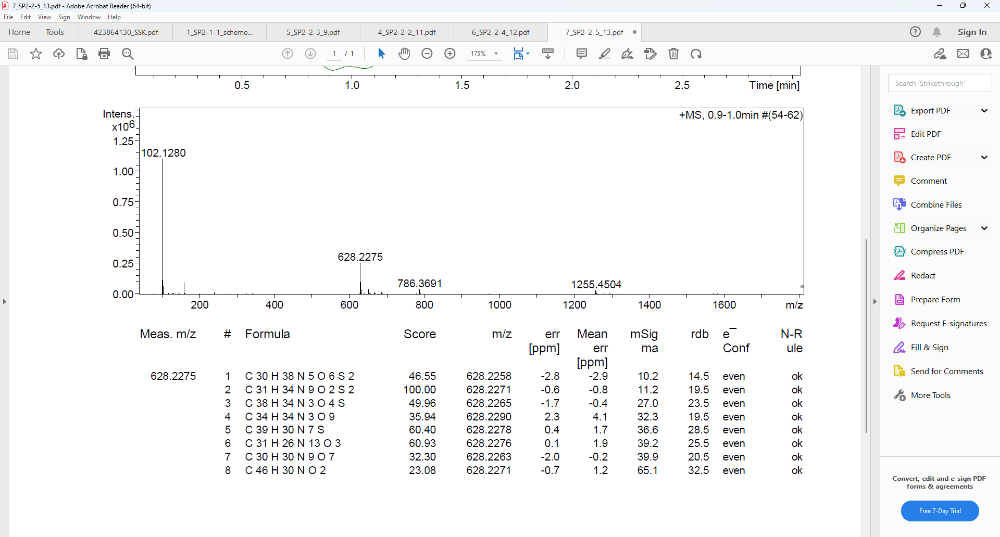 7_SP2-2-5_13.pdf - Adobe Acrobat Reader (64-bit)
File Edit View Sign Window Help
Home Tools 423864130_SSK.pdf 1_SP2-1-1_schemo... 5_SP2-2-3_9.pdf 4_SP2-2-2_11.pdf 6_SP2-2-4_12.pdf 7_SP2-2-5_13.pdf × Sign In
1 / 1 175%
0.5 1.0 1.5 2.0 2.5 Time [min]
Intens.
x10⁶
+MS, 0.9-1.0min #(54-62)
1.25
102.1280
1.00
0.75
0.50
628.2275
0.25
786.3691 1255.4504
0.00
200 400 600 800 1000 1200 1400 1600 m/z
Meas. m/z # Formula Score m/z err Mean mSig rdb e¯ N-R
[ppm] err ma Conf ule
[ppm]
628.2275 1 C 30 H 38 N 5 O 6 S 2 46.55 628.2258 -2.8 -2.9 10.2 14.5 even ok
2 C 31 H 34 N 9 O 2 S 2 100.00 628.2271 -0.6 -0.8 11.2 19.5 even ok
3 C 38 H 34 N 3 O 4 S 49.96 628.2265 -1.7 -0.4 27.0 23.5 even ok
4 C 34 H 34 N 3 O 9 35.94 628.2290 2.3 4.1 32.3 19.5 even ok
5 C 39 H 30 N 7 S 60.40 628.2278 0.4 1.7 36.6 28.5 even ok
6 C 31 H 26 N 13 O 3 60.93 628.2276 0.1 1.9 39.2 25.5 even ok
7 C 30 H 30 N 9 O 7 32.30 628.2263 -2.0 -0.2 39.9 20.5 even ok
8 C 46 H 30 N O 2 23.08 628.2271 -0.7 1.2 65.1 32.5 even ok
Search 'Strikethrough'
Export PDF
Edit PDF
Create PDF
Comment
Combine Files
Organize Pages
Compress PDF
Redact
Prepare Form
Request E-signatures
Fill & Sign
Send for Comments
More Tools
Convert, edit and e-sign PDF
forms & agreements
Free 7-Day Trial